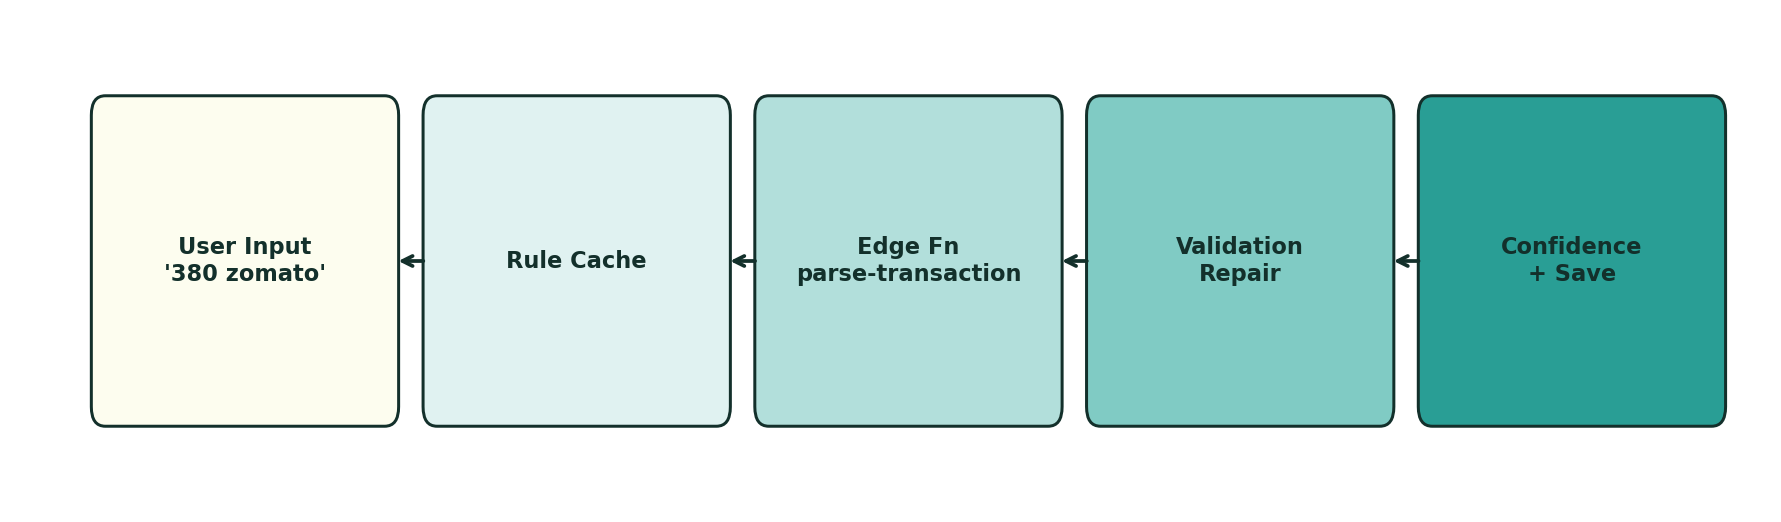 User Input
'380 zomato'
Rule Cache
Edge Fn
parse-transaction
Validation
Repair
Confidence
+ Save